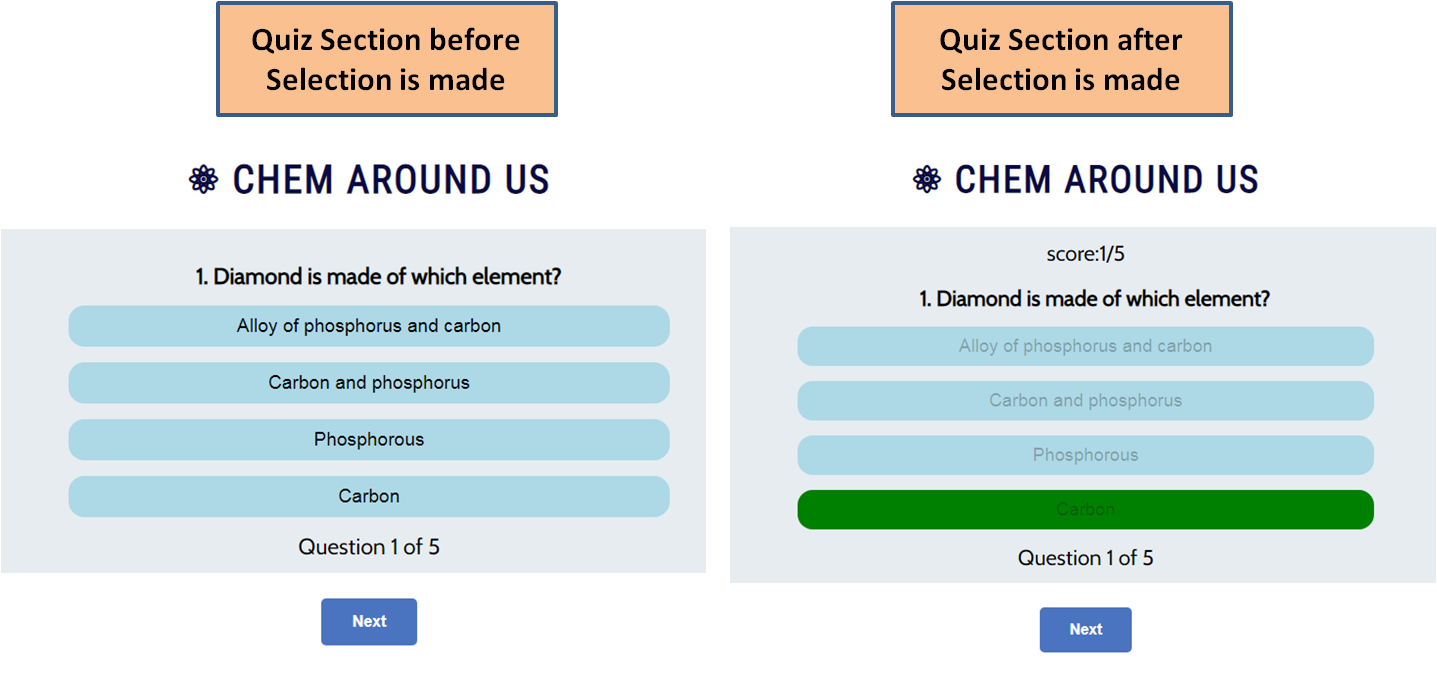 Quiz Section before
Selection is made
CHEM AROUND US
1. Diamond is made of which element?
Alloy of phosphorus and carbon
Carbon and phosphorus
Phosphorous
Carbon
Question 1 of 5
Next
Quiz Section after
Selection is made
CHEM AROUND US
score:1/5
1. Diamond is made of which element?
Alloy of phosphorus and carbon
Carbon and phosphorus
Phosphorous
Carbon
Question 1 of 5
Next